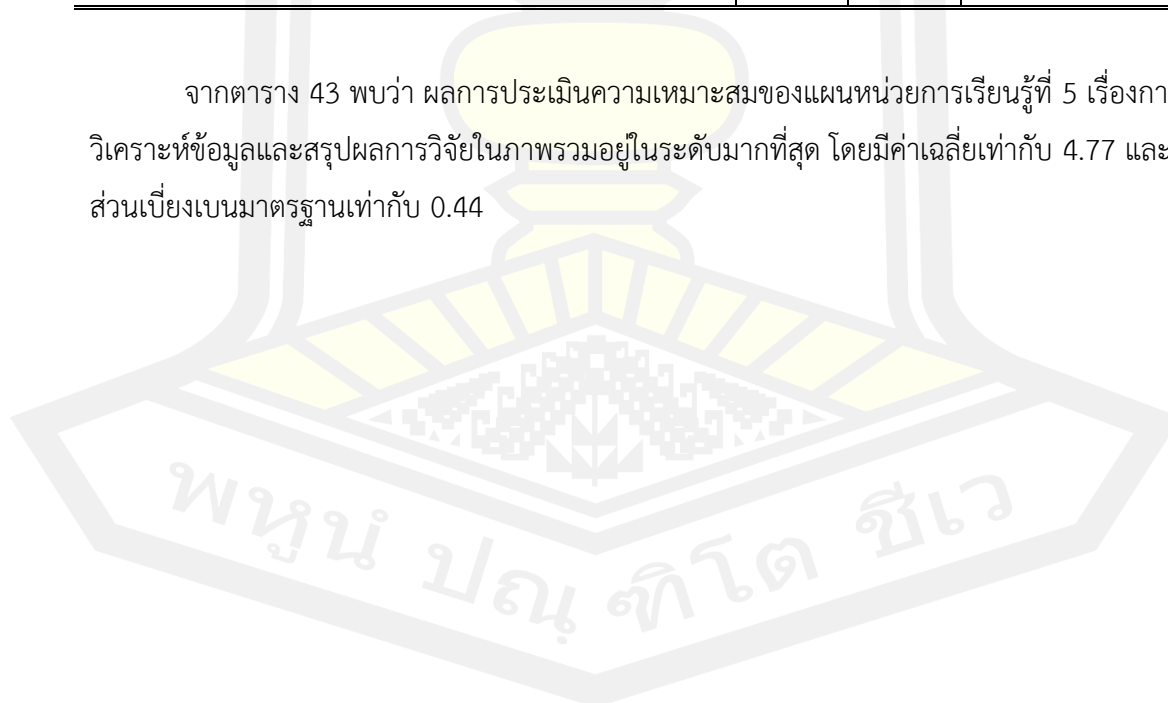 จากตาราง 43 พบว่า ผลการประเมินความเหมาะสมของแผนหน่วยการเรียนรู้ที่ 5 เรื่องกา
วิเคราะห์ข้อมูลและสรุปผลการวิจัยในภาพรวมอยู่ในระดับมากที่สุด โดยมีค่าเฉลี่ยเท่ากับ 4.77 และ
ส่วนเบี่ยงเบนมาตรฐานเท่ากับ 0.44
พหูนํ ปณฺฑิโต ชีเว